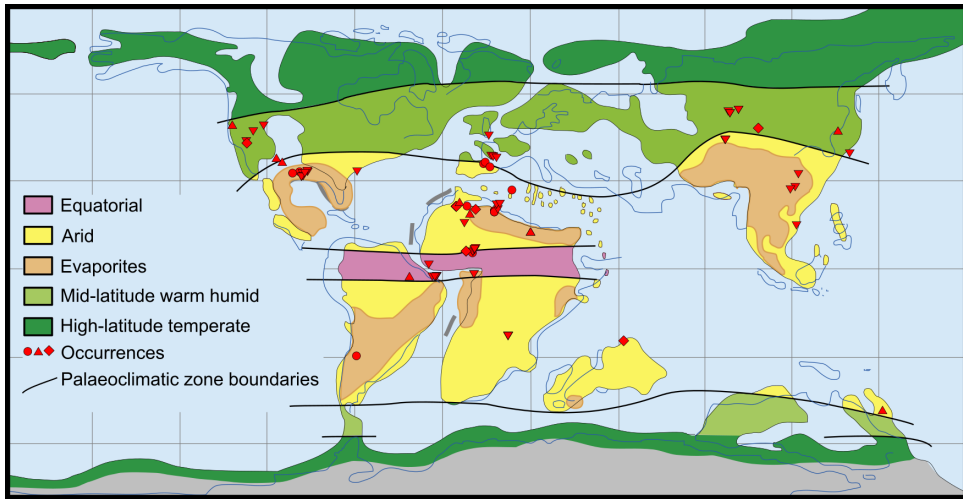 Equatorial
Arid
Evaporites
Mid-latitude warm humid
High-latitude temperate
Occurrences
Palaeoclimatic zone boundaries